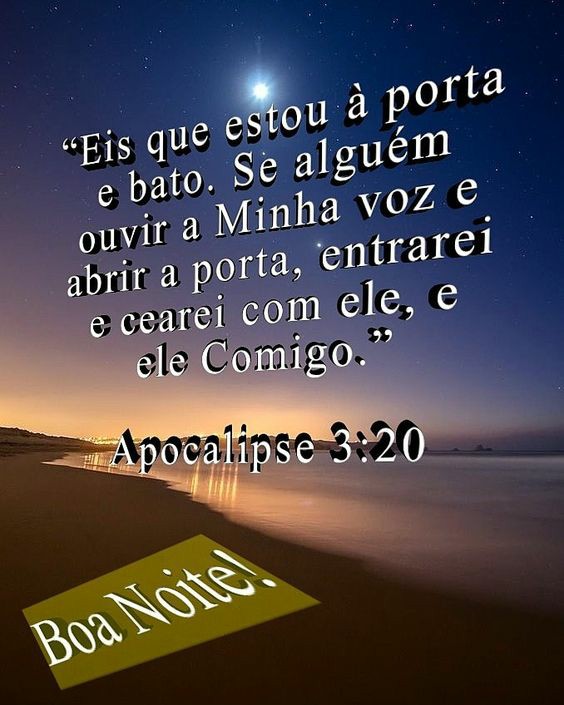 “Eis que estou à porta
e bato. Se alguém
ouvir a Minha voz e
abrir a porta, entrarei
e cearei com ele, e
ele Comigo.”
Apocalipse 3:20
Boa Noite!